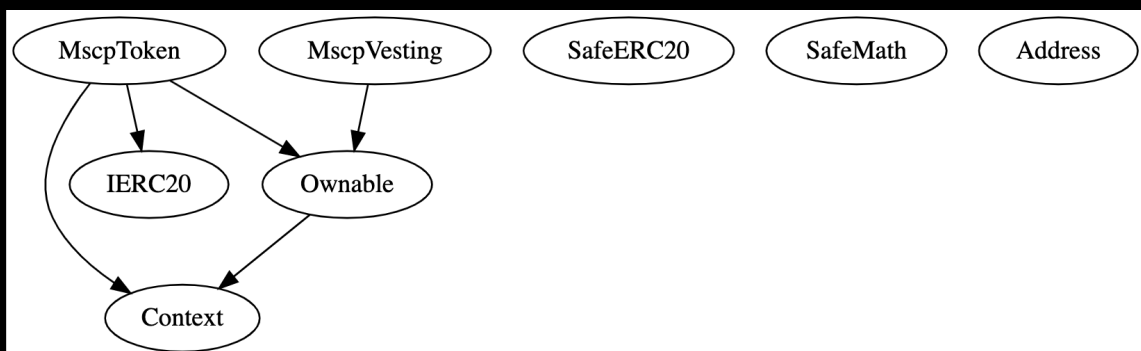 MscpToken
MscpVesting
SafeERC20
SafeMath
Address
IERC20
Ownable
Context